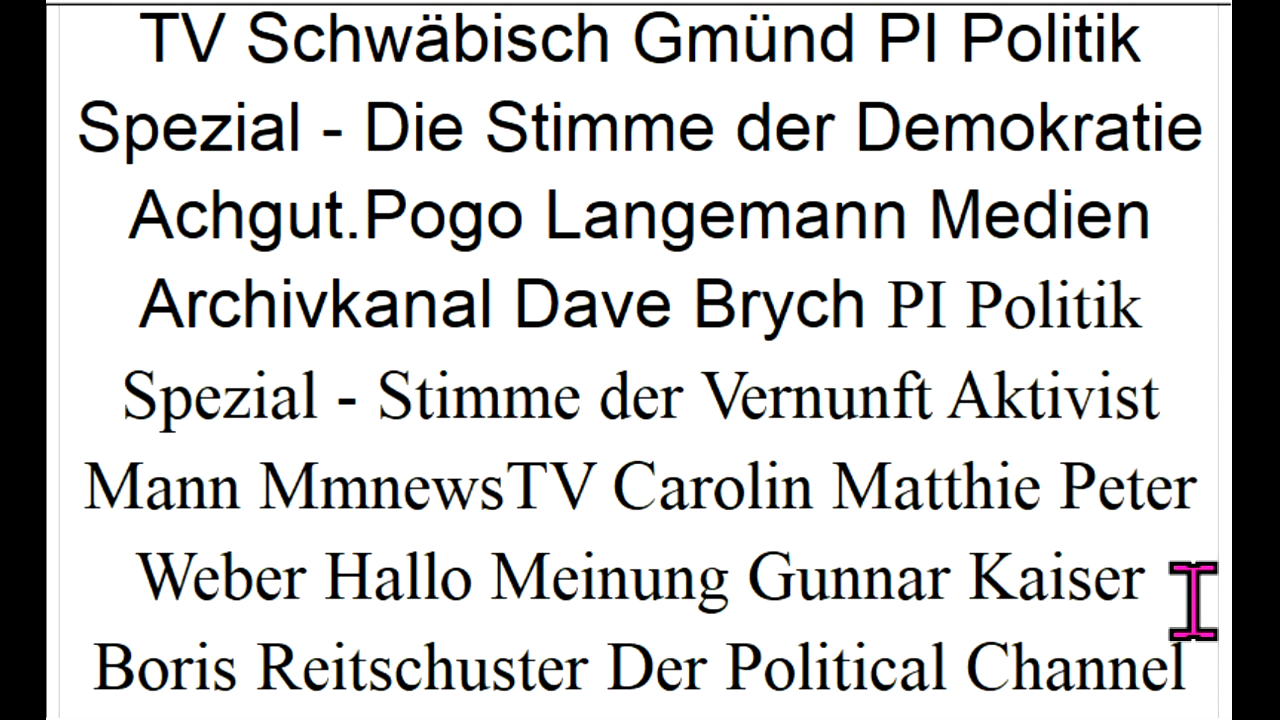 TV Schwäbisch Gmünd PI Politik
Spezial - Die Stimme der Demokratie
Achgut.Pogo Langemann Medien
Archivkanal Dave Brych PI Politik
Spezial - Stimme der Vernunft Aktivist
Mann MmnewsTV Carolin Matthie Peter
Weber Hallo Meinung Gunnar Kaiser
Boris Reitschuster Der Political Channel